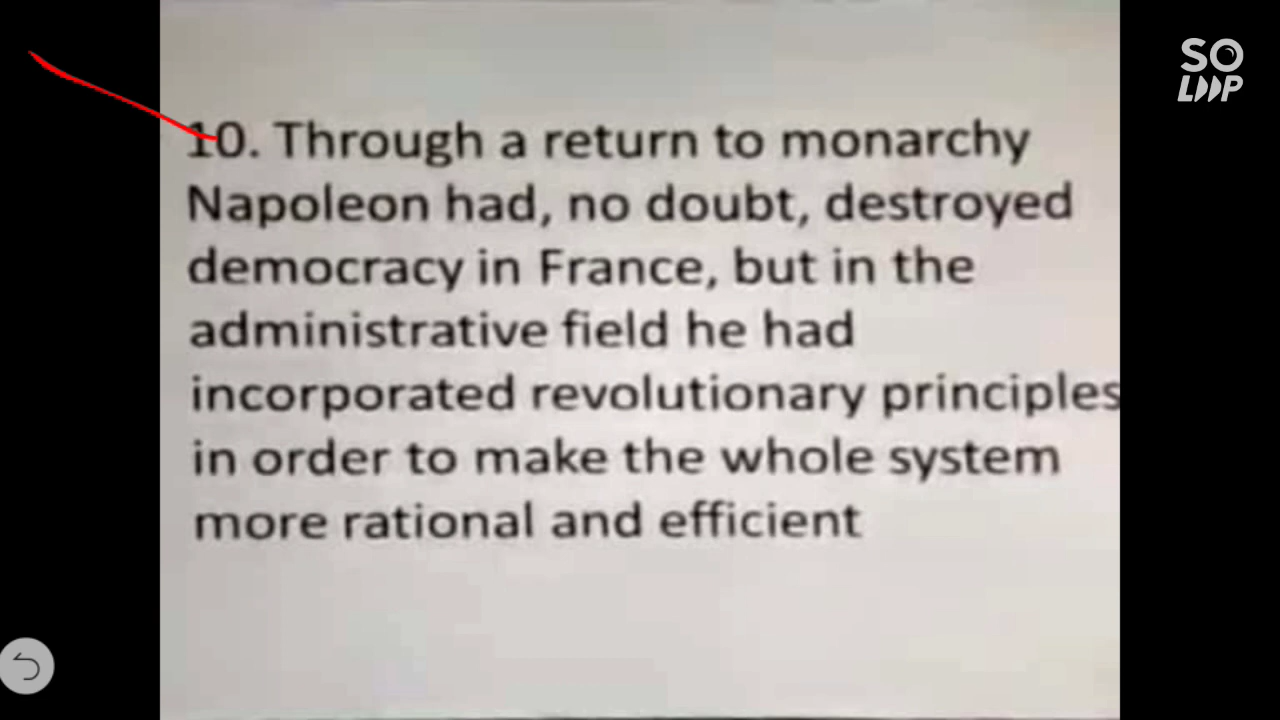 SO
LOOP
10. Through a return to monarchy
Napoleon had, no doubt, destroyed
democracy in France, but in the
administrative field he had
incorporated revolutionary principles
in order to make the whole system
more rational and efficient